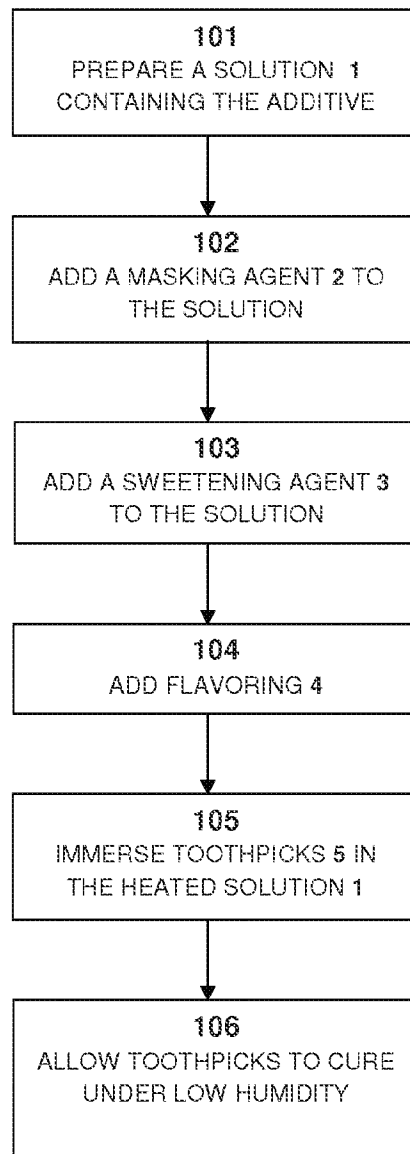 101
PREPARE A SOLUTION 1
CONTAINING THE ADDITIVE
102
ADD A MASKING AGENT 2 TO
THE SOLUTION
103
ADD A SWEETENING AGENT 3
TO THE SOLUTION
104
ADD FLAVORING 4
105
IMMERSE TOOTHPICKS 5 IN
THE HEATED SOLUTION 1
106
ALLOW TOOTHPICKS TO CURE
UNDER LOW HUMIDITY